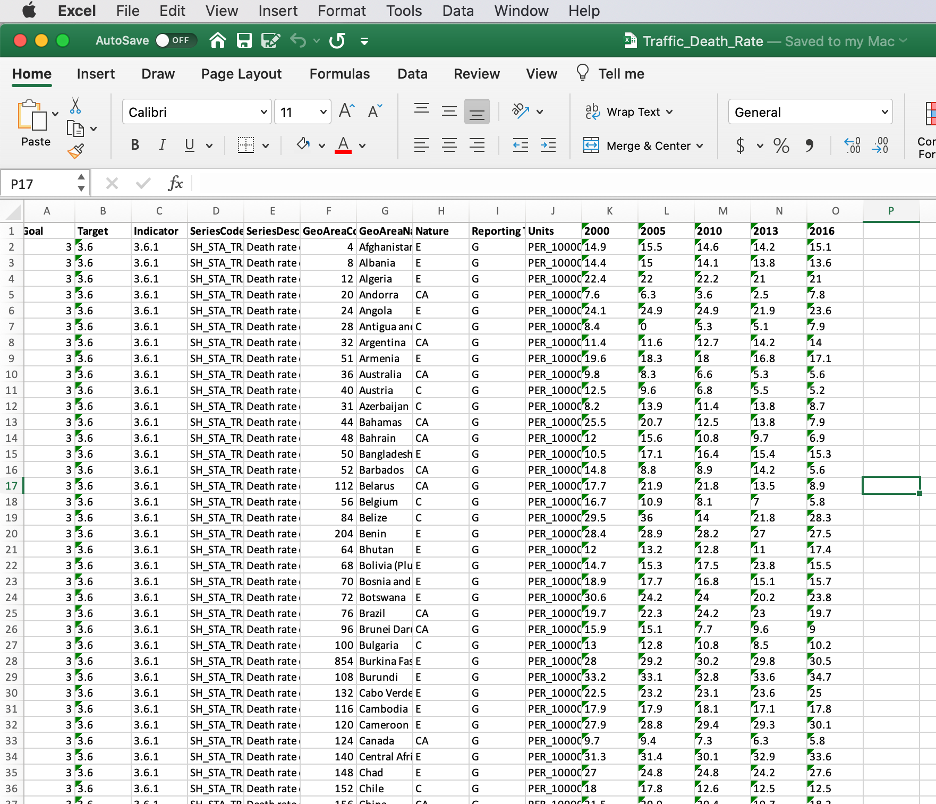 Excel File Edit View Insert Format Tools Data Window Help
AutoSave OFF Traffic_Death_Rate — Saved to my Mac
Home Insert Draw Page Layout Formulas Data Review View Tell me
Calibri 11 A A Wrap Text General
Paste B I U A Merge & Center $ % .00
P17 fx
A B C D E F G H I J K L M N O P
1 Goal Target Indicator SeriesCode SeriesDesc GeoAreaCo GeoAreaNa Nature Reporting Units 2000 2005 2010 2013 2016
2 3 3.6 3.6.1 SH_STA_TR Death rate 4 Afghanistan E G PER_10000 14.9 15.5 14.6 14.2 15.1
3 3 3.6 3.6.1 SH_STA_TR Death rate 8 Albania E G PER_10000 14.4 15 14.1 13.8 13.6
4 3 3.6 3.6.1 SH_STA_TR Death rate 12 Algeria E G PER_10000 22.4 22 22.2 21 21
5 3 3.6 3.6.1 SH_STA_TR Death rate 20 Andorra CA G PER_10000 7.6 6.3 3.6 2.5 7.8
6 3 3.6 3.6.1 SH_STA_TR Death rate 24 Angola E G PER_10000 24.1 24.9 24.9 21.9 23.6
7 3 3.6 3.6.1 SH_STA_TR Death rate 28 Antigua and C G PER_10000 8.4 0 5.3 5.1 7.9
8 3 3.6 3.6.1 SH_STA_TR Death rate 32 Argentina CA G PER_10000 11.4 11.6 12.7 14.2 14
9 3 3.6 3.6.1 SH_STA_TR Death rate 51 Armenia E G PER_10000 19.6 18.3 18 16.8 17.1
10 3 3.6 3.6.1 SH_STA_TR Death rate 36 Australia CA G PER_10000 9.8 8.3 6.6 5.3 5.6
11 3 3.6 3.6.1 SH_STA_TR Death rate 40 Austria C G PER_10000 12.5 9.6 6.8 5.5 5.2
12 3 3.6 3.6.1 SH_STA_TR Death rate 31 Azerbaijan C G PER_10000 8.2 13.9 11.4 13.8 8.7
13 3 3.6 3.6.1 SH_STA_TR Death rate 44 Bahamas CA G PER_10000 25.5 20.7 12.5 13.8 7.9
14 3 3.6 3.6.1 SH_STA_TR Death rate 48 Bahrain CA G PER_10000 12 15.6 10.8 9.7 6.9
15 3 3.6 3.6.1 SH_STA_TR Death rate 50 Bangladesh E G PER_10000 10.5 17.1 16.4 15.4 15.3
16 3 3.6 3.6.1 SH_STA_TR Death rate 52 Barbados CA G PER_10000 14.8 8.8 8.9 14.2 5.6
17 3 3.6 3.6.1 SH_STA_TR Death rate 112 Belarus CA G PER_10000 17.7 21.9 21.8 13.5 8.9
18 3 3.6 3.6.1 SH_STA_TR Death rate 56 Belgium C G PER_10000 16.7 10.9 8.1 7 5.8
19 3 3.6 3.6.1 SH_STA_TR Death rate 84 Belize C G PER_10000 29.5 36 14 21.8 28.3
20 3 3.6 3.6.1 SH_STA_TR Death rate 204 Benin E G PER_10000 28.4 28.9 28.2 27 27.5
21 3 3.6 3.6.1 SH_STA_TR Death rate 64 Bhutan E G PER_10000 12 13.2 12.8 11 17.4
22 3 3.6 3.6.1 SH_STA_TR Death rate 68 Bolivia (Plu E G PER_10000 14.7 15.3 17.5 23.8 15.5
23 3 3.6 3.6.1 SH_STA_TR Death rate 70 Bosnia and E G PER_10000 18.9 17.7 16.8 15.1 15.7
24 3 3.6 3.6.1 SH_STA_TR Death rate 72 Botswana E G PER_10000 30.6 24.2 24 20.2 23.8
25 3 3.6 3.6.1 SH_STA_TR Death rate 76 Brazil CA G PER_10000 19.7 22.3 24.2 23 19.7
26 3 3.6 3.6.1 SH_STA_TR Death rate 96 Brunei Daru CA G PER_10000 15.9 15.1 7.7 9.6 9
27 3 3.6 3.6.1 SH_STA_TR Death rate 100 Bulgaria C G PER_10000 13 12.8 10.8 8.5 10.2
28 3 3.6 3.6.1 SH_STA_TR Death rate 854 Burkina Fas E G PER_10000 28 29.2 30.2 29.8 30.5
29 3 3.6 3.6.1 SH_STA_TR Death rate 108 Burundi E G PER_10000 33.2 33.1 32.8 33.6 34.7
30 3 3.6 3.6.1 SH_STA_TR Death rate 132 Cabo Verde E G PER_10000 22.5 23.2 23.1 23.6 25
31 3 3.6 3.6.1 SH_STA_TR Death rate 116 Cambodia E G PER_10000 17.9 17.9 18.1 17.1 17.8
32 3 3.6 3.6.1 SH_STA_TR Death rate 120 Cameroon E G PER_10000 27.9 28.8 29.4 29.3 30.1
33 3 3.6 3.6.1 SH_STA_TR Death rate 124 Canada CA G PER_10000 9.7 9.4 7.3 6.3 5.8
34 3 3.6 3.6.1 SH_STA_TR Death rate 140 Central Afri E G PER_10000 31.3 31.4 30.1 32.9 33.6
35 3 3.6 3.6.1 SH_STA_TR Death rate 148 Chad E G PER_10000 27 24.8 24.8 24.2 27.6
36 3 3.6 3.6.1 SH_STA_TR Death rate 152 Chile C G PER_10000 18 17.8 12.6 12.5 12.5